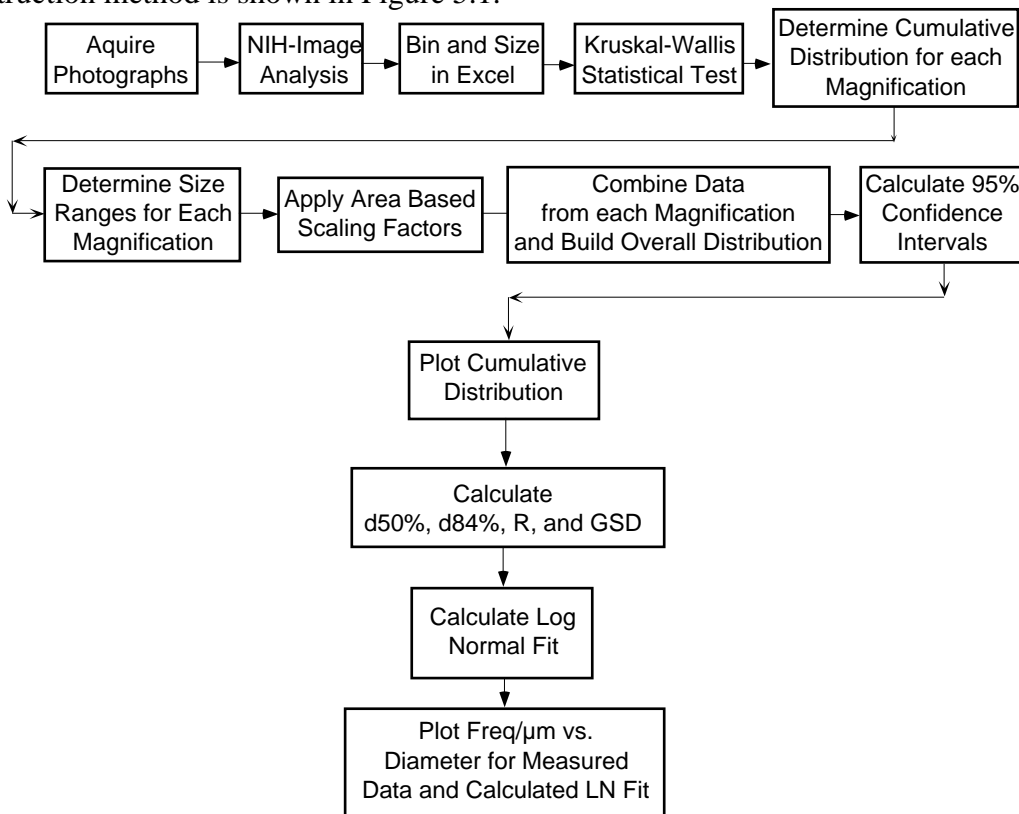 truction method is shown in Figure 3.1.
Aquire
Photographs
NIH-Image
Analysis
Bin and Size
in Excel
Kruskal-Wallis
Statistical Test
Determine Cumulative
Distribution for each
Magnification
Determine Size
Ranges for Each
Magnification
Apply Area Based
Scaling Factors
Combine Data
from each Magnification
and Build Overall Distribution
Calculate 95%
Confidence
Intervals
Plot Cumulative
Distribution
Calculate
d50%, d84%, R, and GSD
Calculate Log
Normal Fit
Plot Freq/µm vs.
Diameter for Measured
Data and Calculated LN Fit